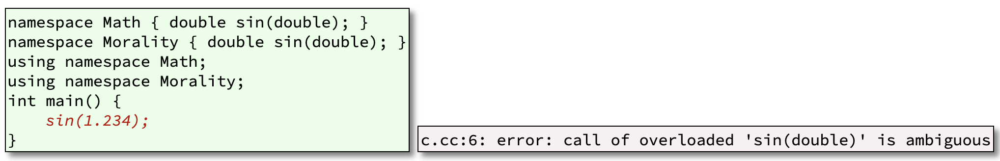 namespace Math { double sin(double); }
namespace Morality { double sin(double); }
using namespace Math;
using namespace Morality;
int main() {
    sin(1.234);
}
c.cc:6: error: call of overloaded 'sin(double)' is ambiguous